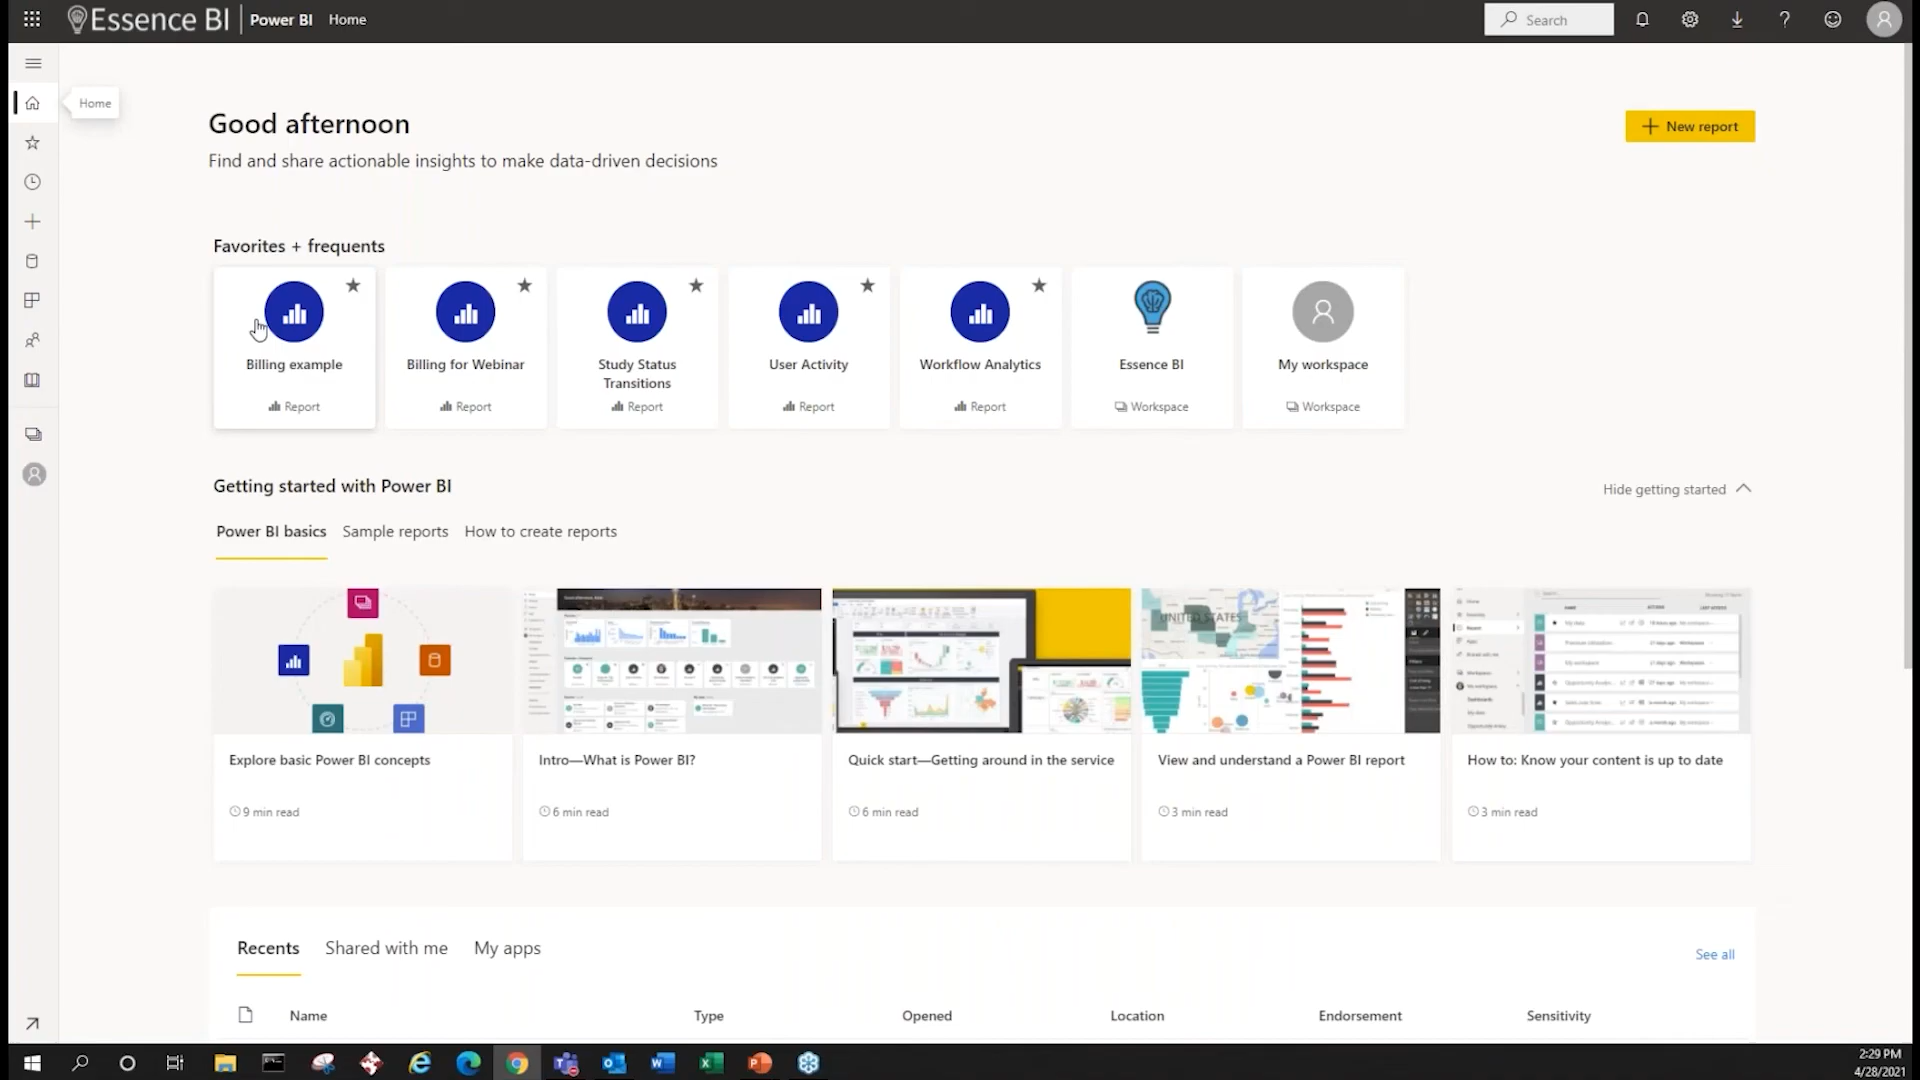 Essence BI Power BI Home Search
Home
Good afternoon
New report
Find and share actionable insights to make data-driven decisions
Favorites + frequents
Billing example
Report
Billing for Webinar
Report
Study Status
Transitions
Report
User Activity
Report
Workflow Analytics
Report
Essence BI
Workspace
My workspace
Workspace
Getting started with Power BI
Hide getting started
Power BI basics Sample reports How to create reports
UNITED STATES
Explore basic Power BI concepts
9 min read
Intro—What is Power BI?
6 min read
Quick start—Getting around in the service
6 min read
View and understand a Power BI report
3 min read
How to: Know your content is up to date
3 min read
Recents Shared with me My apps
See all
Name Type Opened Location Endorsement Sensitivity
2:29 PM
4/28/2021